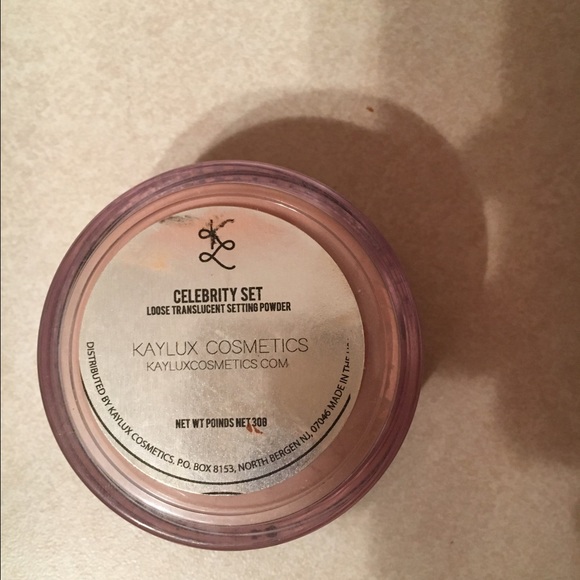 KL
CELEBRITY SET
LOOSE TRANSLUCENT SETTING POWDER
KAYLUX COSMETICS
KAYLUXCOSMETICS.COM
NET WT POINDS NET 30G
DISTRIBUTED BY KAYLUX COSMETICS. P.O. BOX 8153, NORTH BERGEN NJ, 07046 MADE IN THE